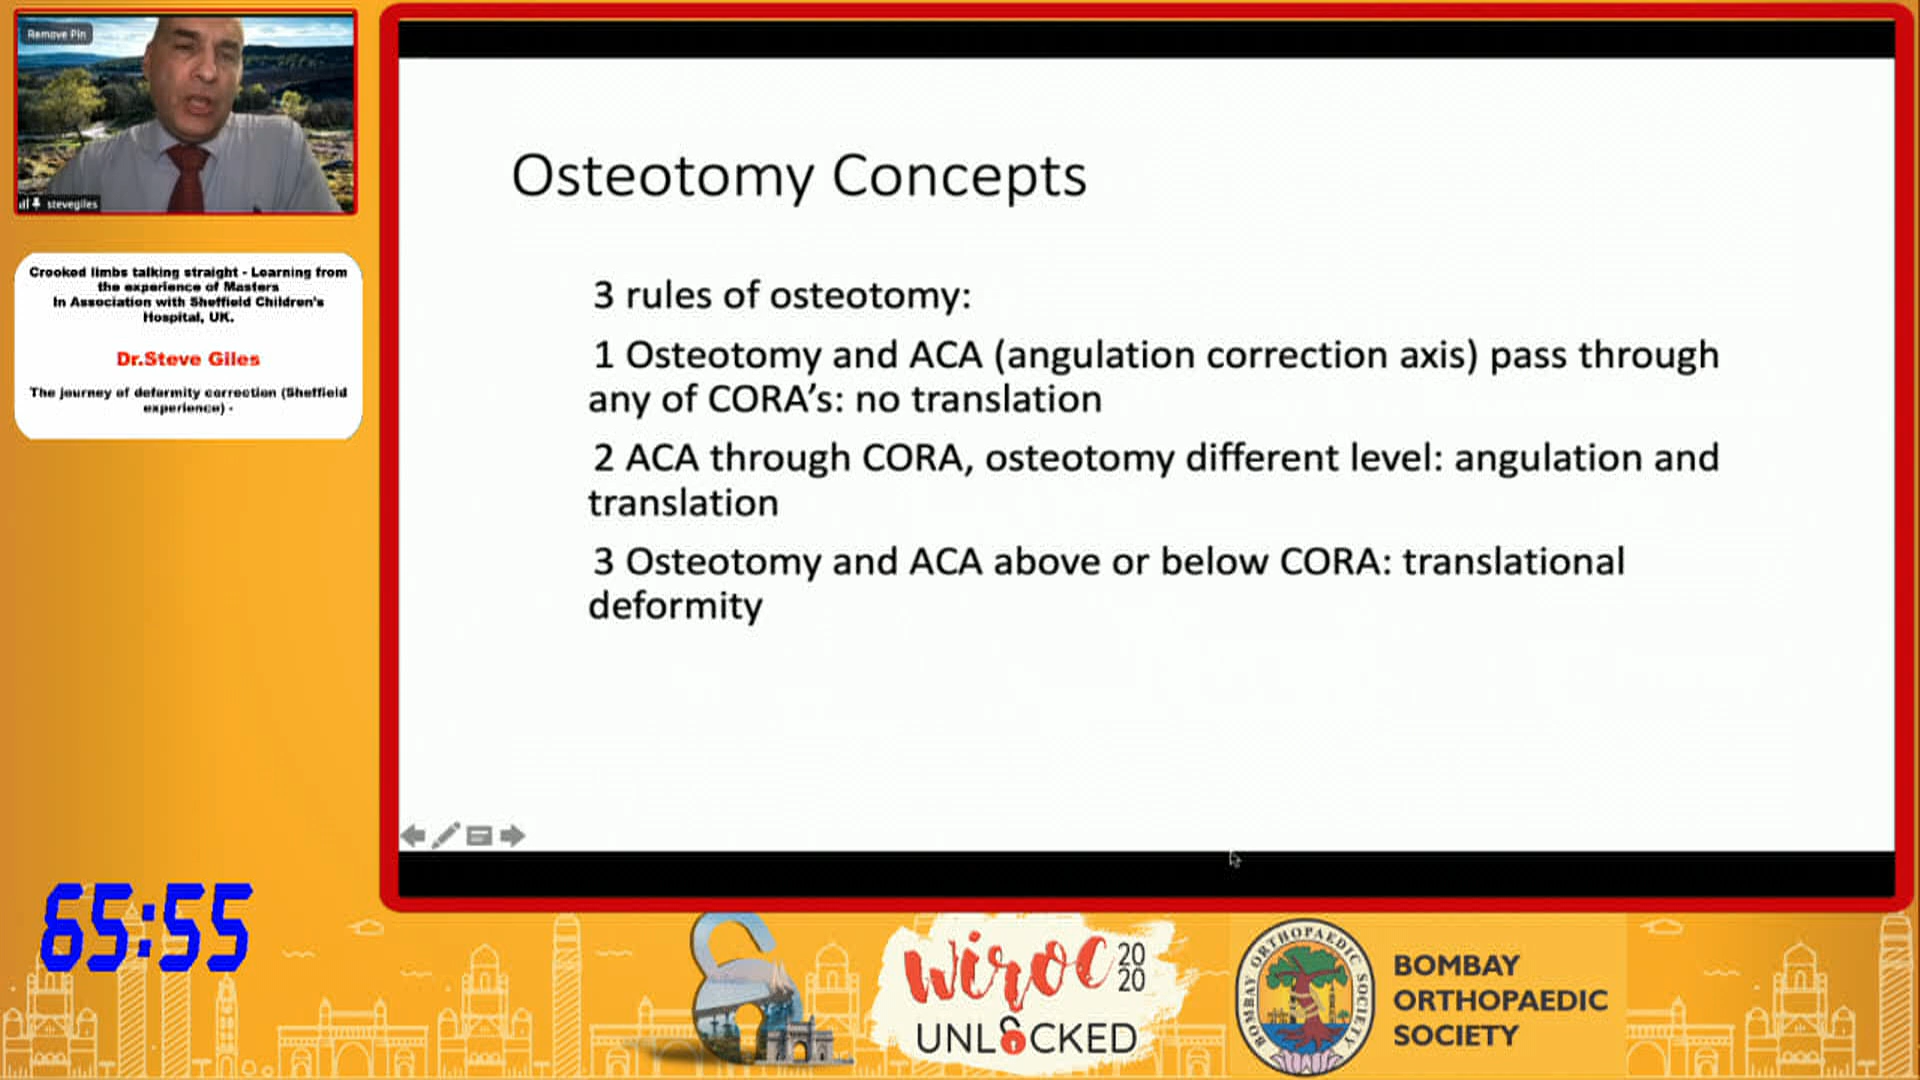 Remove Pin
stevegiles
Crooked limbs talking straight - Learning from
the experience of Masters
In Association with Sheffield Children's
Hospital, UK.
Dr.Steve Giles
The journey of deformity correction (Sheffield
experience) -
Osteotomy Concepts
3 rules of osteotomy:
1 Osteotomy and ACA (angulation correction axis) pass through
any of CORA's: no translation
2 ACA through CORA, osteotomy different level: angulation and
translation
3 Osteotomy and ACA above or below CORA: translational
deformity
65:55
wiroc 20
20
UNLOCKED
BOMBAY ORTHOPAEDIC SOCIETY
BOMBAY
ORTHOPAEDIC
SOCIETY